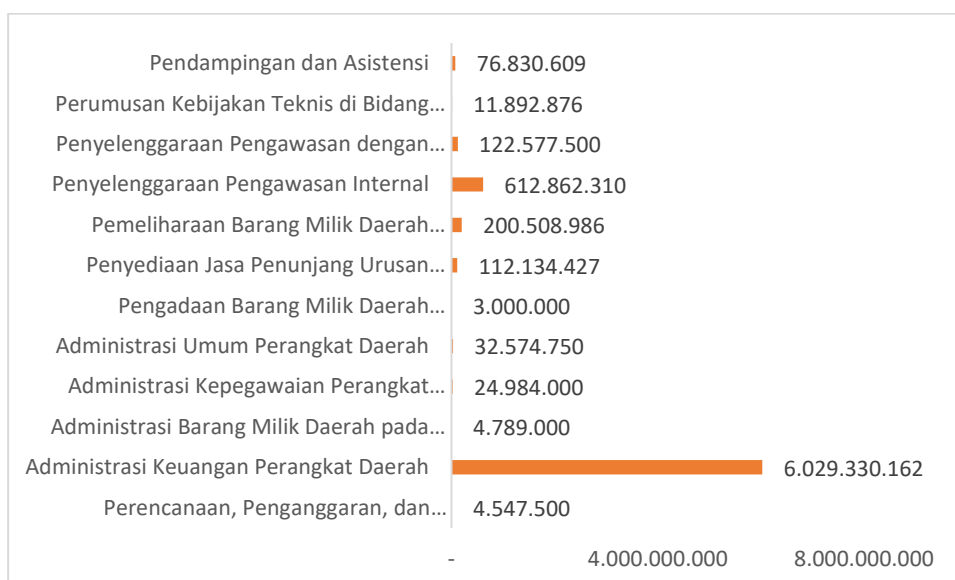 Pendampingan dan Asistensi 76.830.609
Perumusan Kebijakan Teknis di Bidang... 11.892.876
Penyelenggaraan Pengawasan dengan... 122.577.500
Penyelenggaraan Pengawasan Internal 612.862.310
Pemeliharaan Barang Milik Daerah... 200.508.986
Penyediaan Jasa Penunjang Urusan... 112.134.427
Pengadaan Barang Milik Daerah... 3.000.000
Administrasi Umum Perangkat Daerah 32.574.750
Administrasi Kepegawaian Perangkat... 24.984.000
Administrasi Barang Milik Daerah pada... 4.789.000
Administrasi Keuangan Perangkat Daerah 6.029.330.162
Perencanaan, Penganggaran, dan... 4.547.500
- 4.000.000.000 8.000.000.000